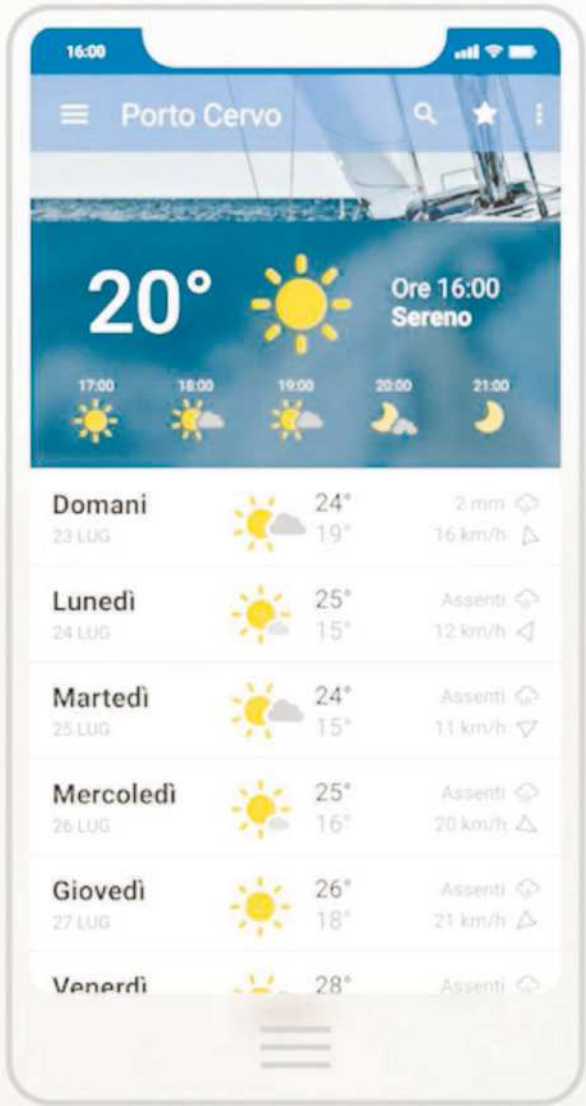 16:00
Porto Cervo
20°
Ore 16:00
Sereno
17:00 18:00 19:00 20:00 21:00
Domani 24° 2 mm
23 LUG 19° 16 km/h
Lunedì 25° Assenti
24 LUG 15° 12 km/h
Martedì 24° Assenti
25 LUG 15° 11 km/h
Mercoledì 25° Assenti
26 LUG 16° 20 km/h
Giovedì 26° Assenti
27 LUG 18° 21 km/h
Venerdì 28° Assenti